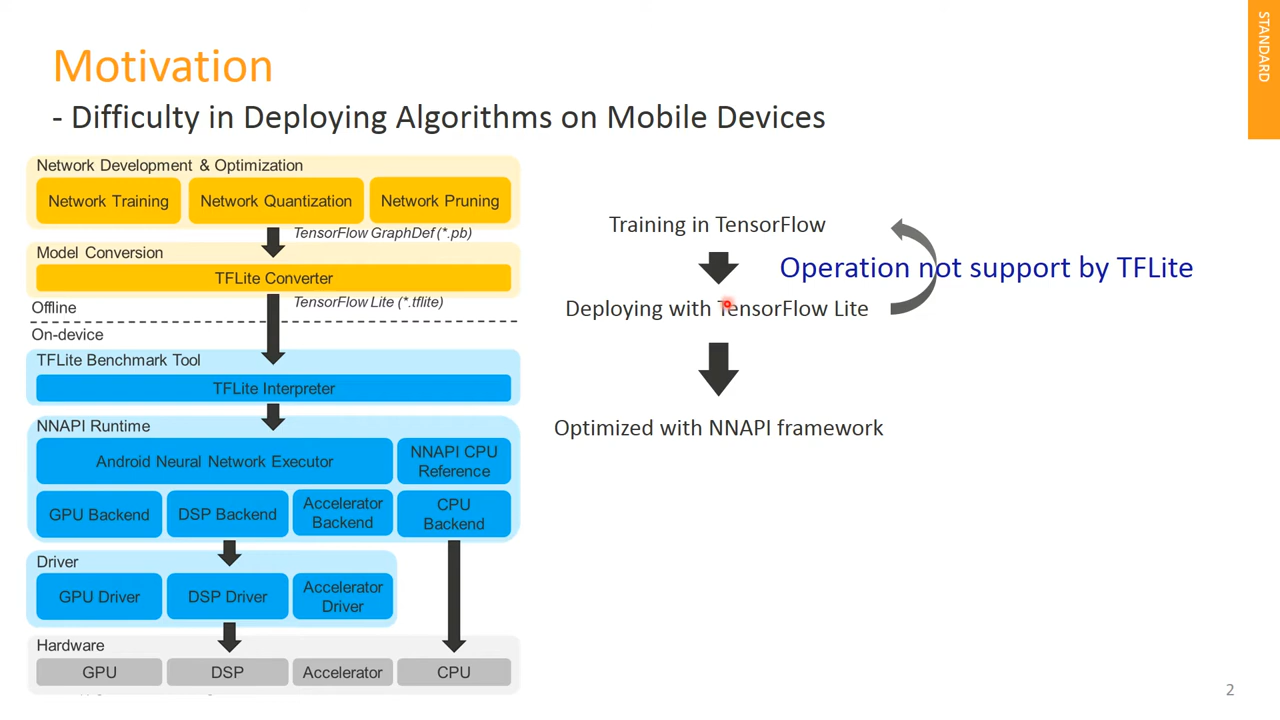 STANDARD
Motivation
- Difficulty in Deploying Algorithms on Mobile Devices
Network Development & Optimization
Network Training
Network Quantization
Network Pruning
TensorFlow GraphDef (*.pb)
Model Conversion
TFLite Converter
TensorFlow Lite (*.tflite)
Offline
On-device
TFLite Benchmark Tool
TFLite Interpreter
NNAPI Runtime
Android Neural Network Executor
NNAPI CPU
Reference
GPU Backend
DSP Backend
Accelerator
Backend
CPU
Backend
Driver
GPU Driver
DSP Driver
Accelerator
Driver
Hardware
GPU
DSP
Accelerator
CPU
Training in TensorFlow
Operation not support by TFLite
Deploying with TensorFlow Lite
Optimized with NNAPI framework
2